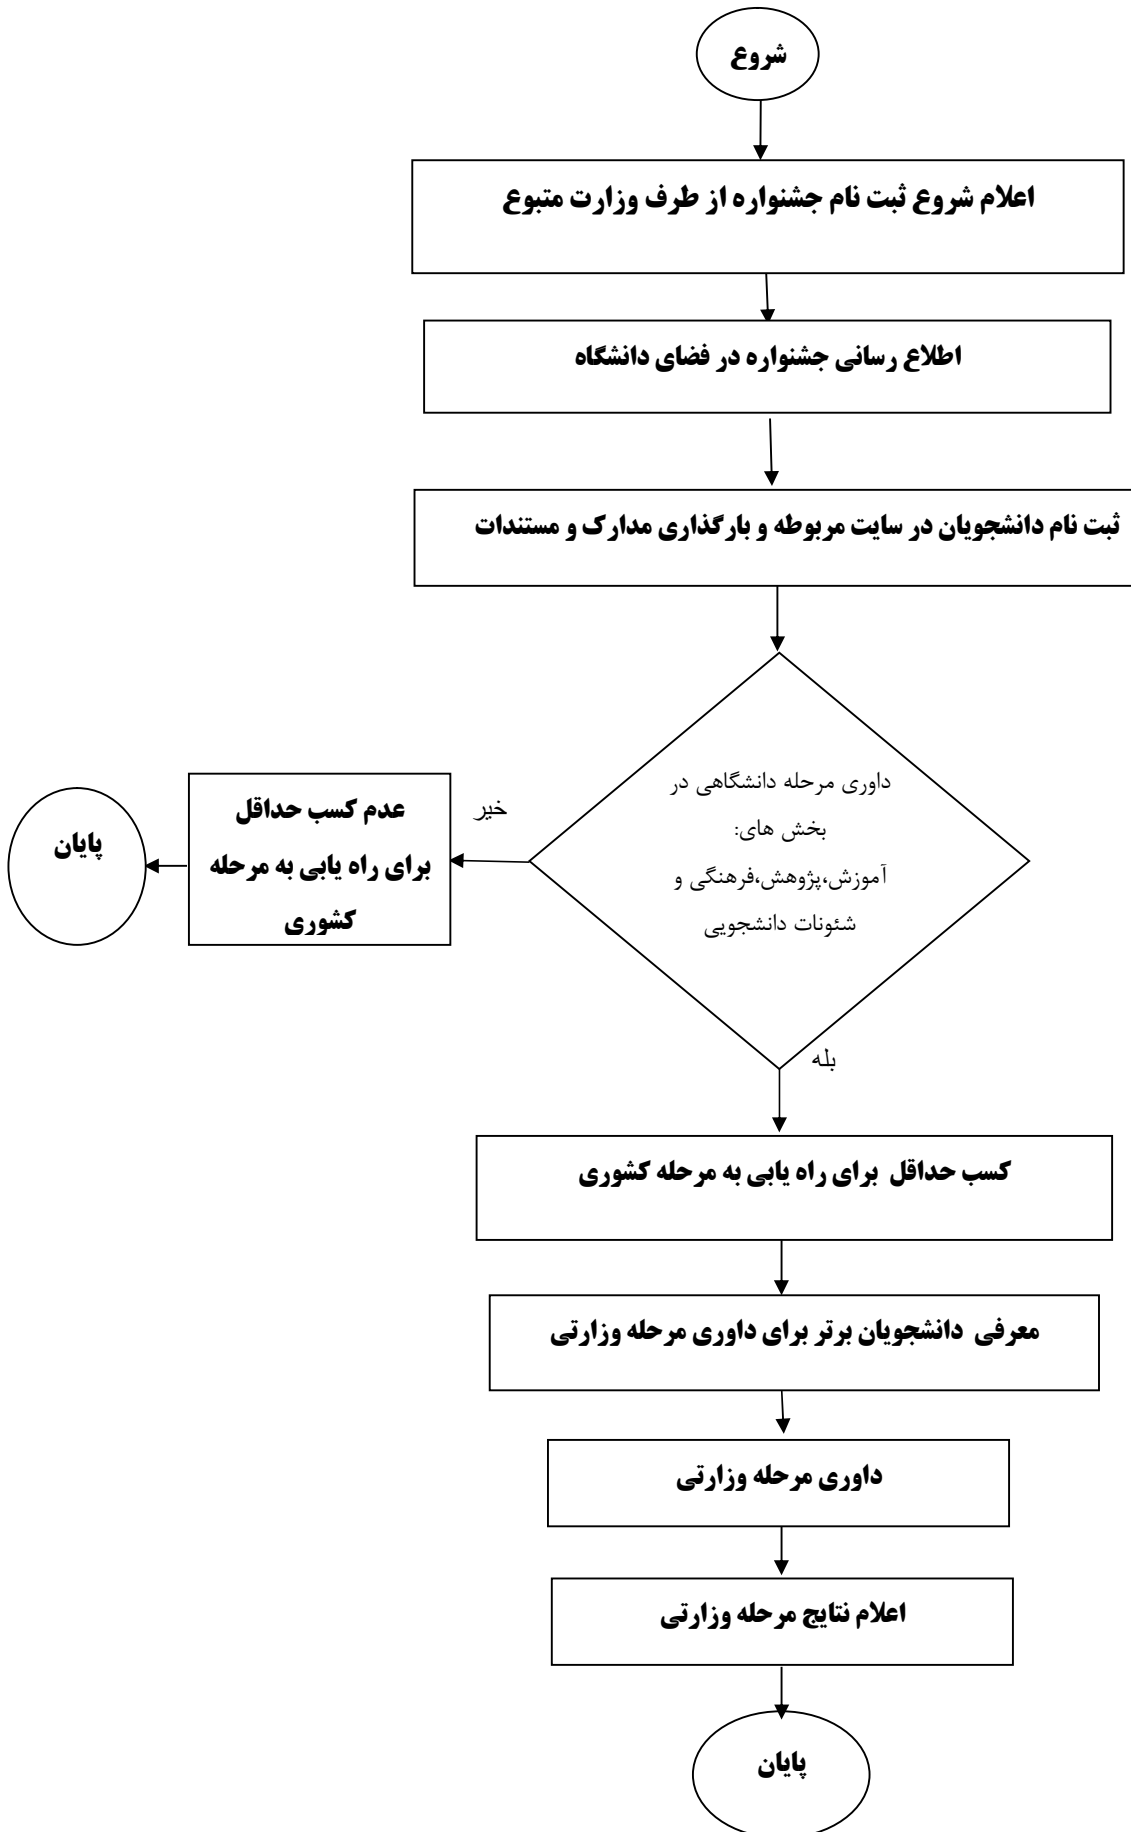 شروع
اعلام شروع ثبت نام جشنواره از طرف وزارت متبوع
اطلاع رسانی جشنواره در فضای دانشگاه
ثبت نام دانشجویان در سایت مربوطه و بارگذاری مدارک و مستندات
داوری مرحله دانشگاهی در
بخش های:
آموزش،پژوهش،فرهنگی و
شئونات دانشجویی
خیر
عدم کسب حداقل
برای راه یابی به مرحله
کشوری
پایان
بله
کسب حداقل برای راه یابی به مرحله کشوری
معرفی دانشجویان برتر برای داوری مرحله وزارتی
داوری مرحله وزارتی
اعلام نتایج مرحله وزارتی
پایان